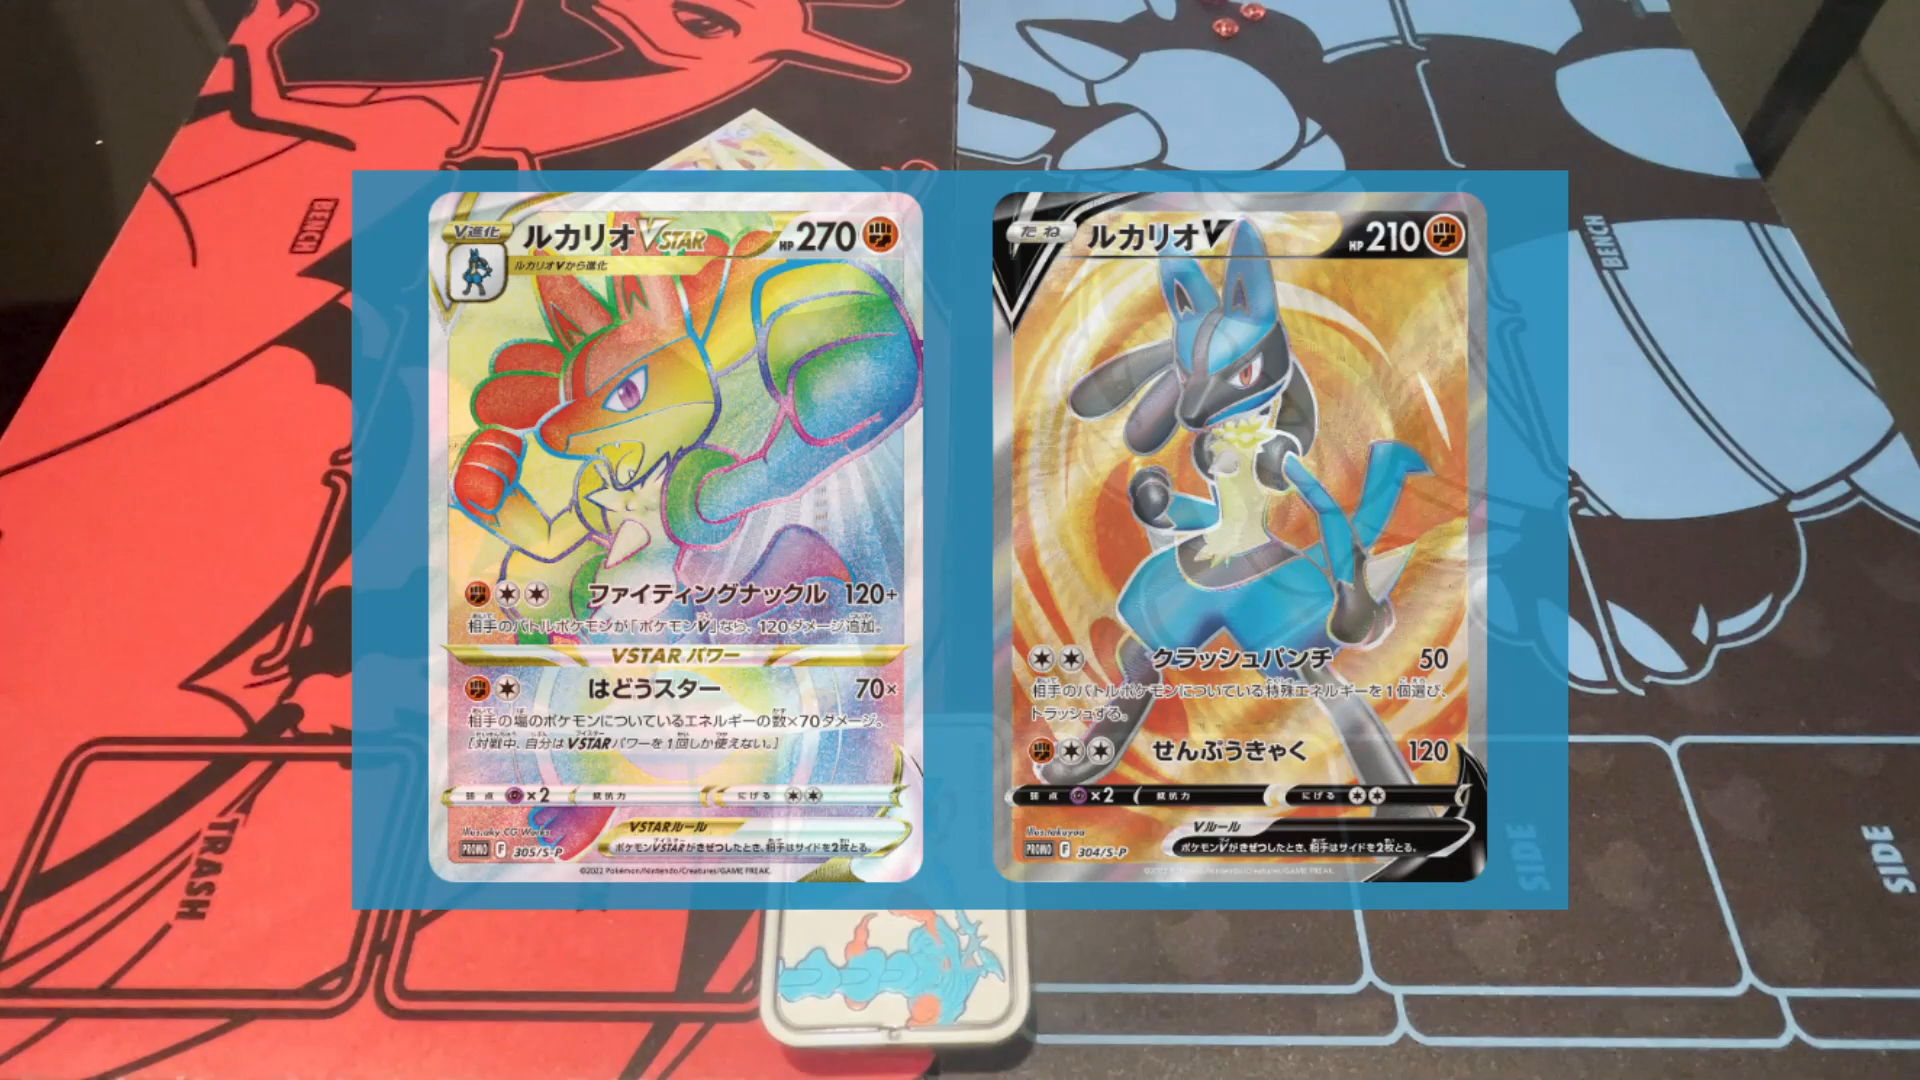 BENCH
V進化
ルカリオVSTAR
HP 270
ルカリオVから進化
ファイティングナックル 120+
相手のバトルポケモンが「ポケモンV」なら、120ダメージ追加。
VSTARパワー
はどうスター 70×
相手の場のポケモンについているエネルギーの数×70ダメージ。
[対戦中、自分はVSTARパワーを1回しか使えない。]
弱点 ×2 抵抗力 にげる
Illus.aky CG Works
VSTARルール
ポケモンVSTARがきぜつしたとき、相手はサイドを2枚とる。
PROMO F 305/S-P
©2022 Pokémon/Nintendo/Creatures/GAME FREAK.
たね
ルカリオV
HP 210
クラッシュパンチ 50
相手のバトルポケモンについている特殊エネルギーを1個選び、
トラッシュする。
せんぷうきゃく 120
弱点 ×2 抵抗力 にげる
Illus.takuyoa
Vルール
ポケモンVがきぜつしたとき、相手はサイドを2枚とる。
PROMO F 304/S-P
BENCH
TRASH
SIDE
SIDE